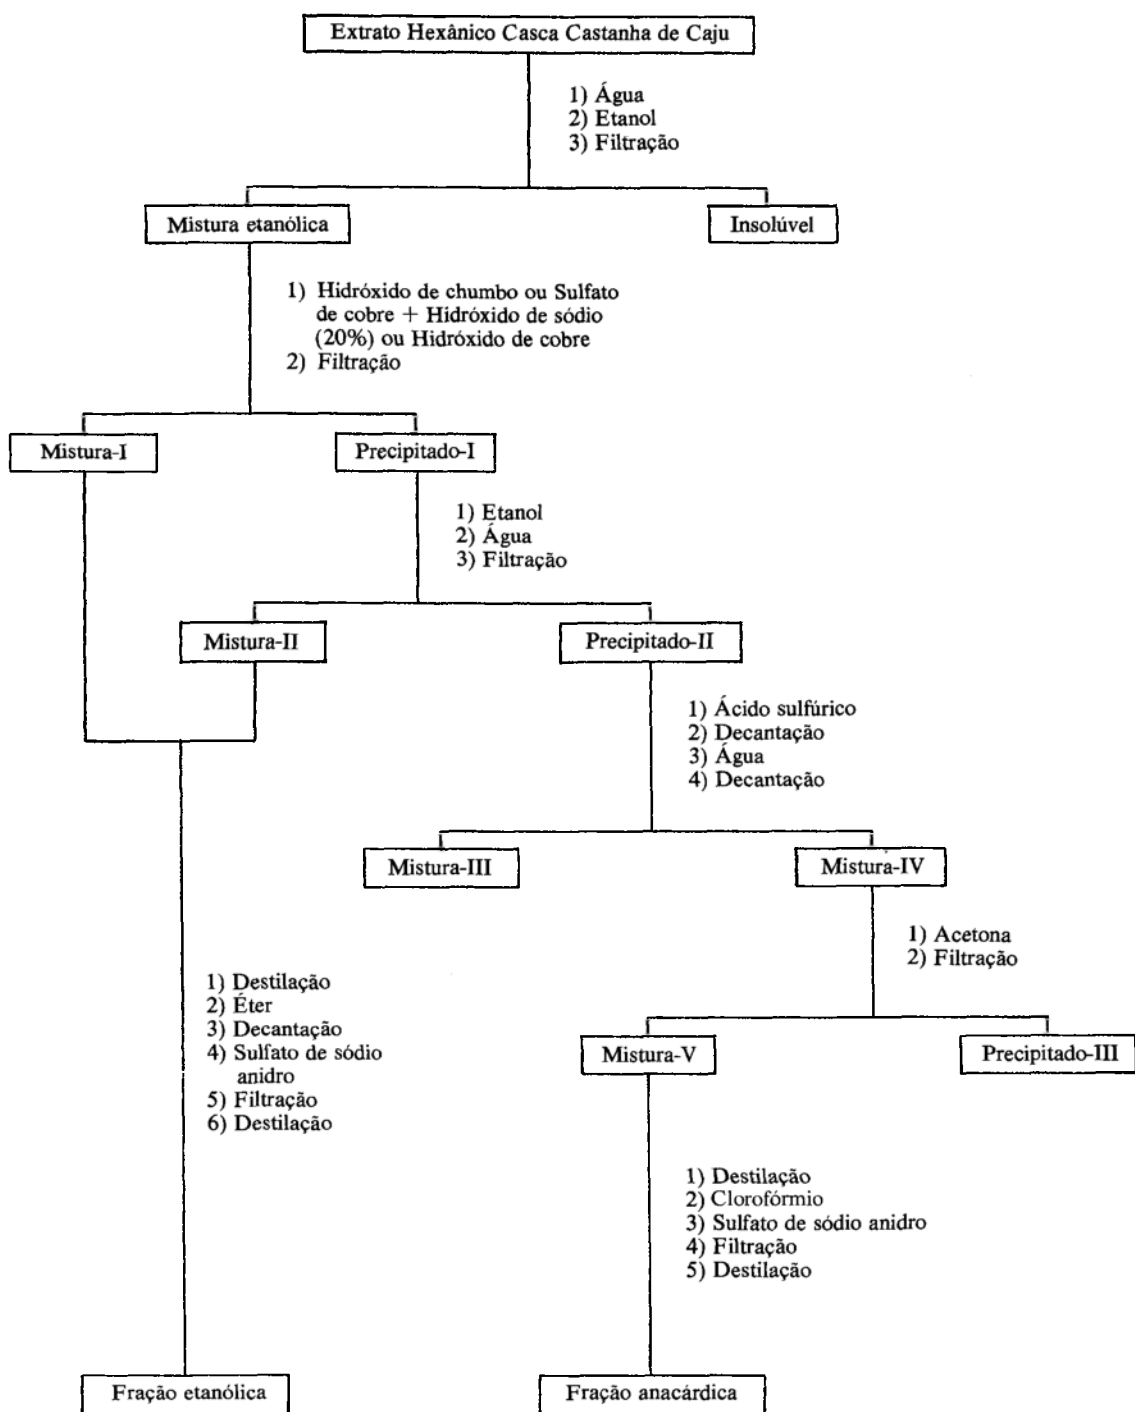 Extrato Hexânico Casca Castanha de Caju
1) Água
2) Etanol
3) Filtração
Mistura etanólica
Insolúvel
1) Hidróxido de chumbo ou Sulfato
de cobre + Hidróxido de sódio
(20%) ou Hidróxido de cobre
2) Filtração
Mistura-I
Precipitado-I
1) Etanol
2) Água
3) Filtração
Mistura-II
Precipitado-II
1) Ácido sulfúrico
2) Decantação
3) Água
4) Decantação
Mistura-III
Mistura-IV
1) Acetona
2) Filtração
1) Destilação
2) Éter
3) Decantação
4) Sulfato de sódio
anidro
5) Filtração
6) Destilação
Mistura-V
Precipitado-III
1) Destilação
2) Clorofórmio
3) Sulfato de sódio anidro
4) Filtração
5) Destilação
Fração etanólica
Fração anacárdica